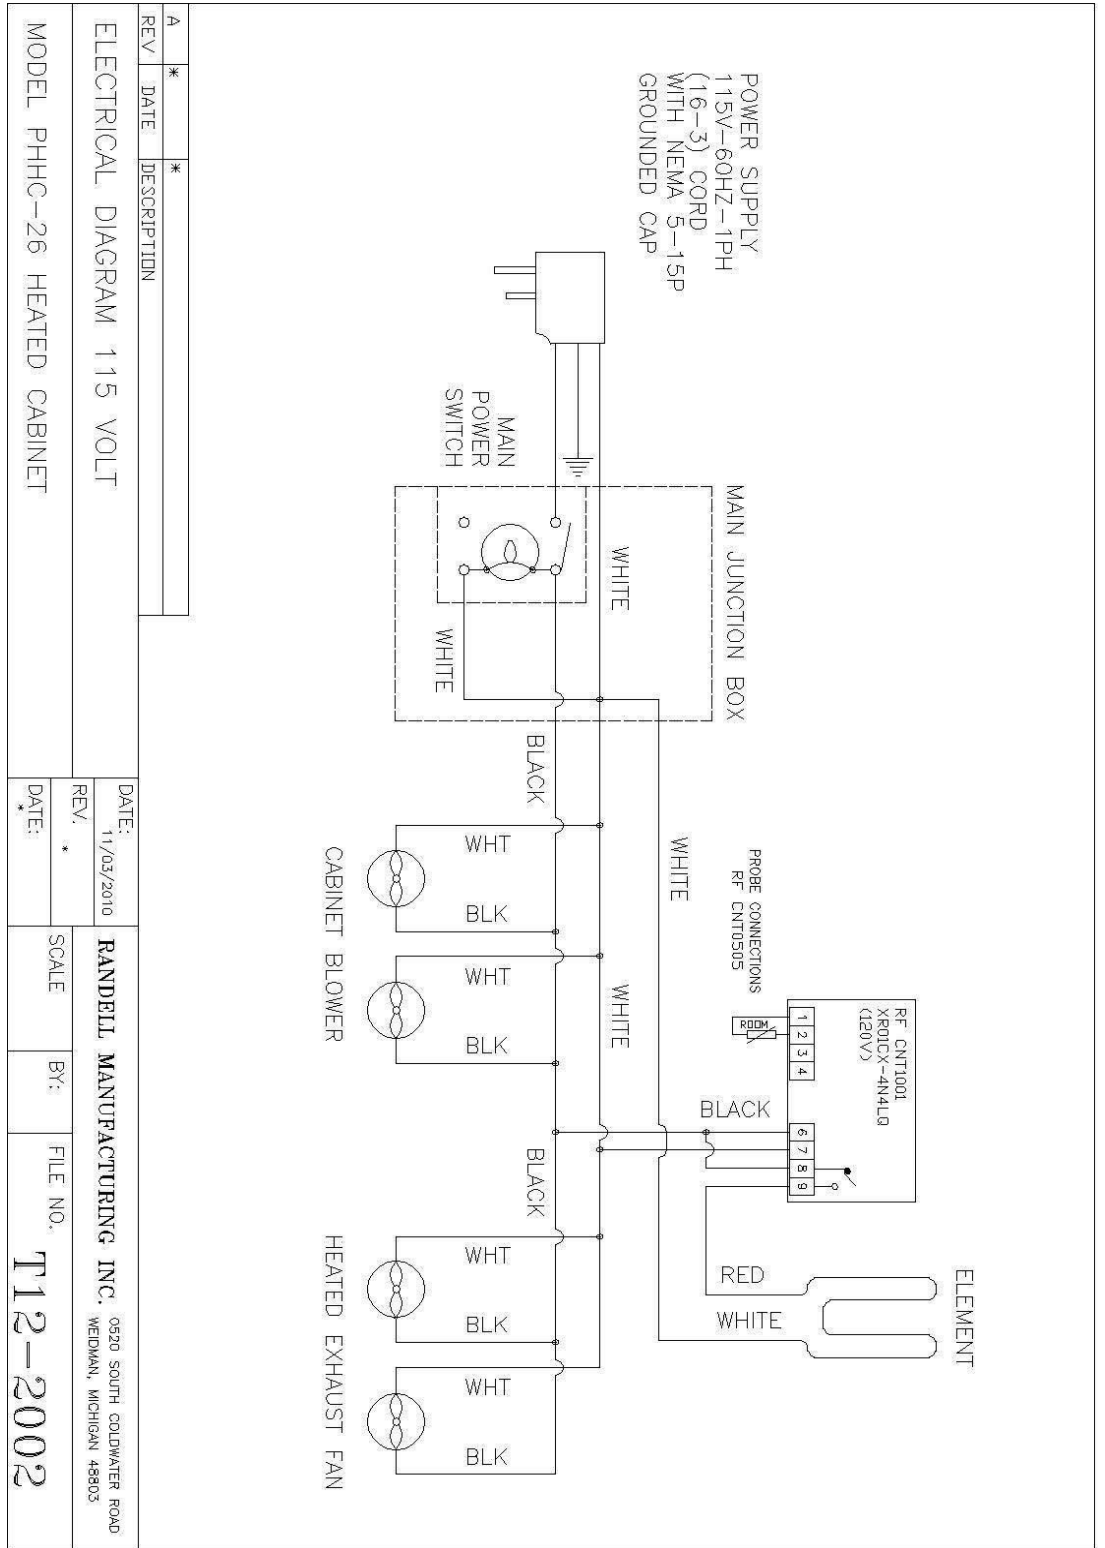 POWER SUPPLY
115V-60HZ-1PH
(16-3) CORD
WITH NEMA 5-15P
GROUNDED CAP
MAIN
POWER
SWITCH
MAIN JUNCTION BOX
WHITE
WHITE
BLACK
WHITE
WHT
BLK
CABINET BLOWER
WHT
BLK
WHITE
PROBE CONNECTIONS
RF CNT0505
ROOM
RF CNT1001
XR01CX-4N4LQ
(120V)
1 2 3 4
6 7 8 9
BLACK
BLACK
RED
WHITE
ELEMENT
WHT
BLK
HEATED EXHAUST FAN
WHT
BLK
A * *
REV DATE DESCRIPTION
ELECTRICAL DIAGRAM 115 VOLT
MODEL PHHC-26 HEATED CABINET
DATE:
11/03/2010
REV.
*
DATE:
*
RANDELL MANUFACTURING INC.
0520 SOUTH COLDWATER ROAD
WEIDMAN, MICHIGAN 48803
SCALE
BY:
FILE NO.
T12-2002